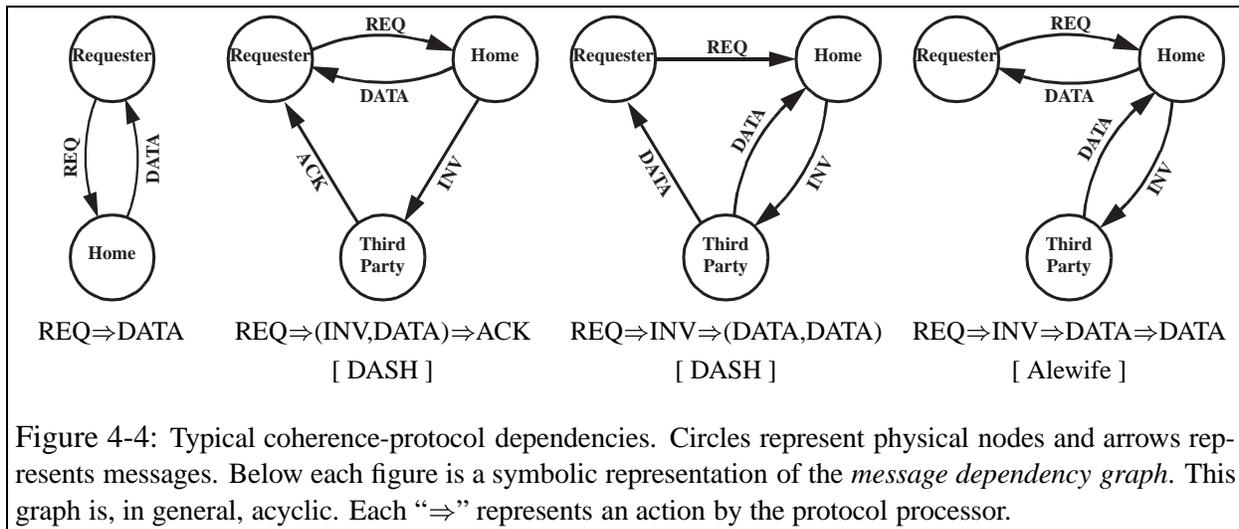 Requester
REQ
DATA
Home
REQ⇒DATA
Requester
REQ
Home
DATA
ACK
INV
Third
Party
REQ⇒(INV,DATA)⇒ACK
[ DASH ]
Requester
REQ
Home
DATA
DATA
INV
Third
Party
REQ⇒INV⇒(DATA,DATA)
[ DASH ]
Requester
REQ
Home
DATA
DATA
INV
Third
Party
REQ⇒INV⇒DATA⇒DATA
[ Alewife ]
Figure 4-4: Typical coherence-protocol dependencies. Circles represent physical nodes and arrows rep-
resents messages. Below each figure is a symbolic representation of the message dependency graph. This
graph is, in general, acyclic. Each “⇒” represents an action by the protocol processor.